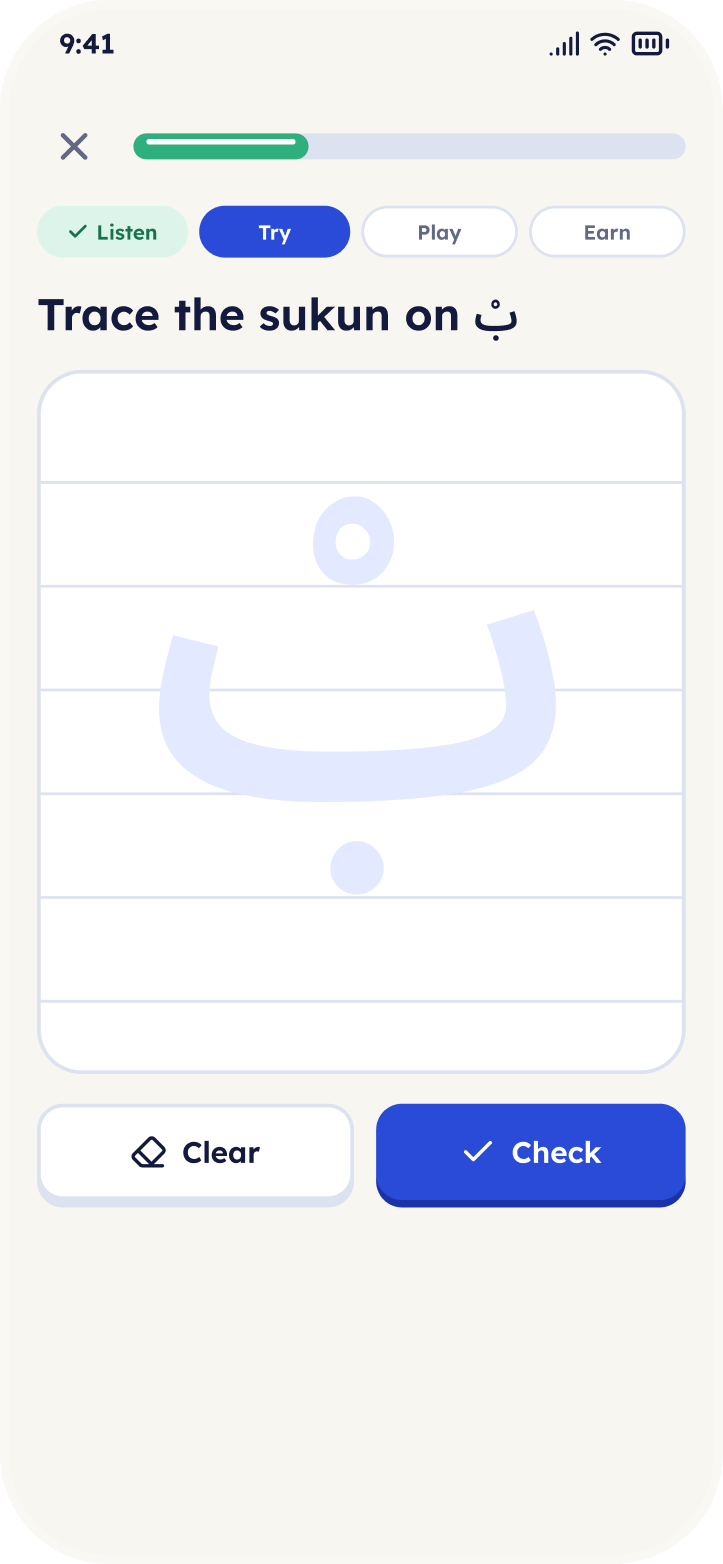 9:41
Listen Try Play Earn
Trace the sukun on بْ
بْ
Clear Check